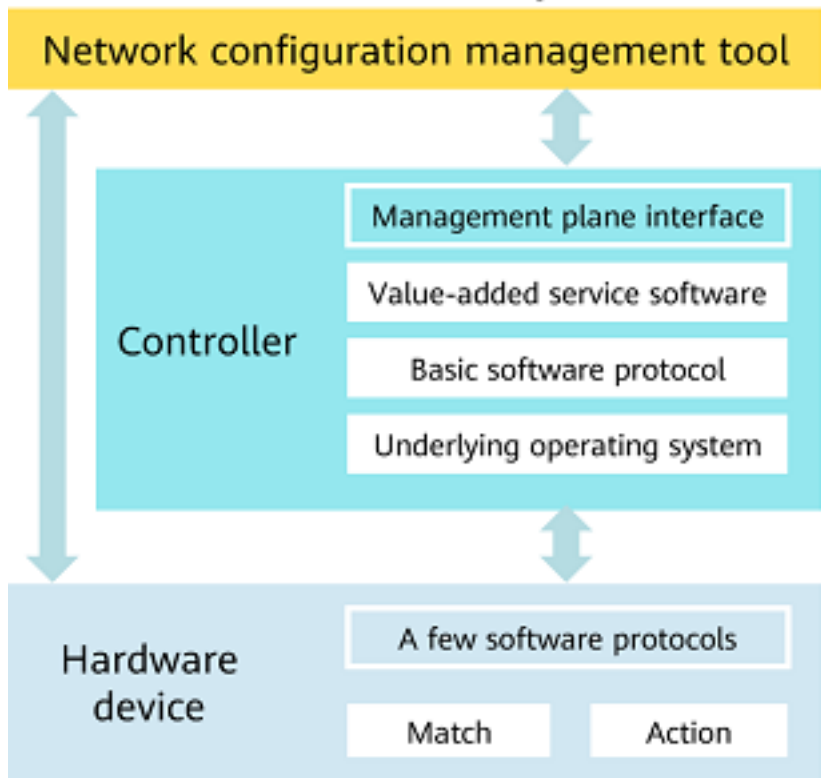 Network configuration management tool
Management plane interface
Value-added service software
Controller
Basic software protocol
Underlying operating system
A few software protocols
Hardware
device
Match
Action